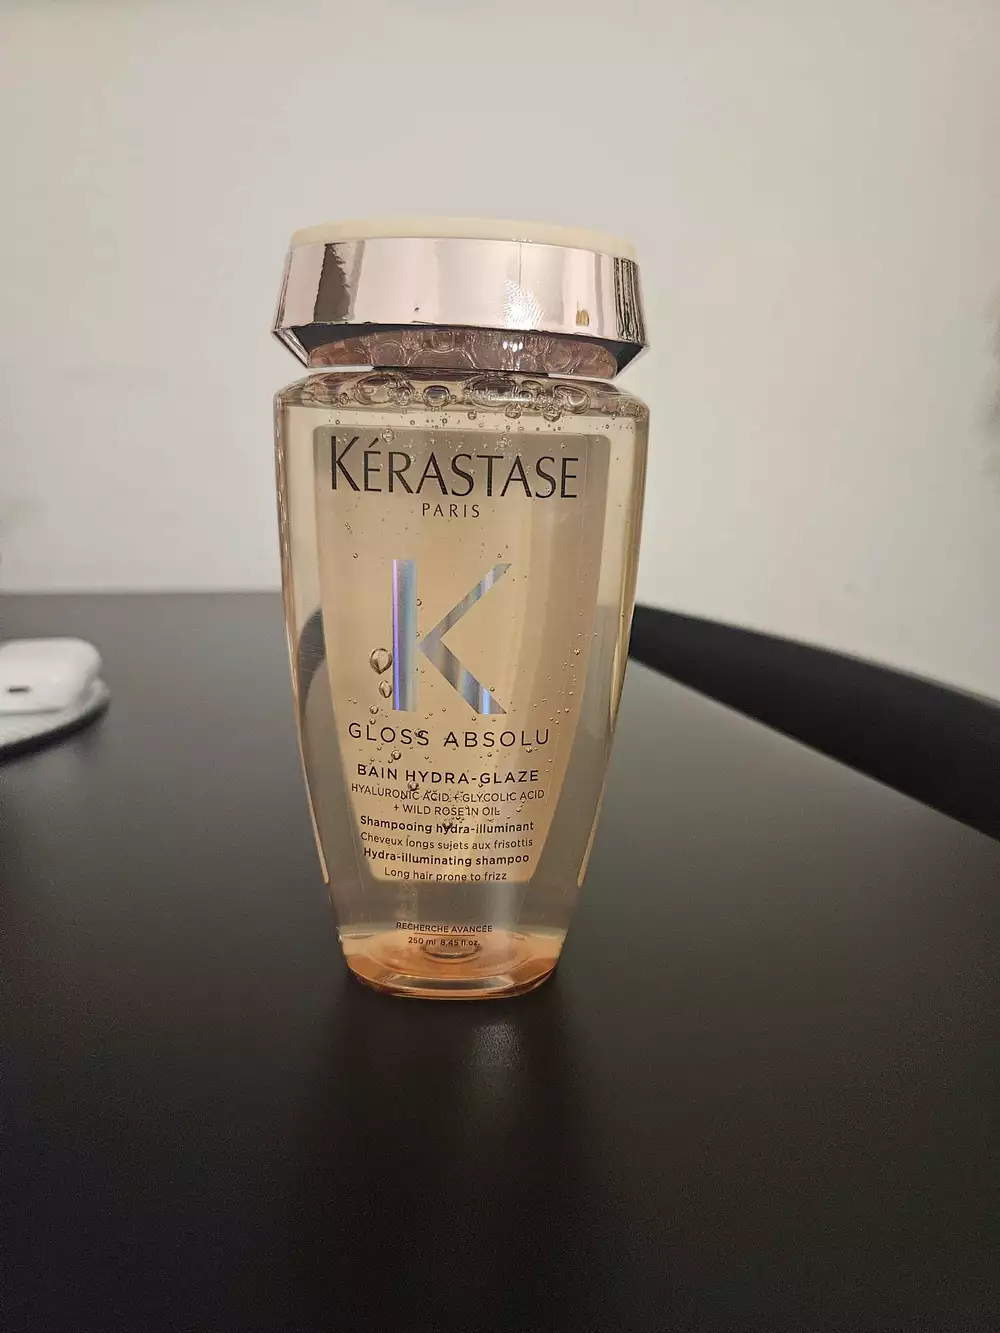 KÉRASTASE
PARIS
K
GLOSS ABSOLU
BAIN HYDRA-GLAZE
HYALURONIC ACID + GLYCOLIC ACID
+ WILD ROSE IN OIL
Shampooing hydra-illuminant
Cheveux longs sujets aux frisottis
Hydra-illuminating shampoo
Long hair prone to frizz
RECHERCHE AVANCÉE
250 ml 8.45 fl.oz.